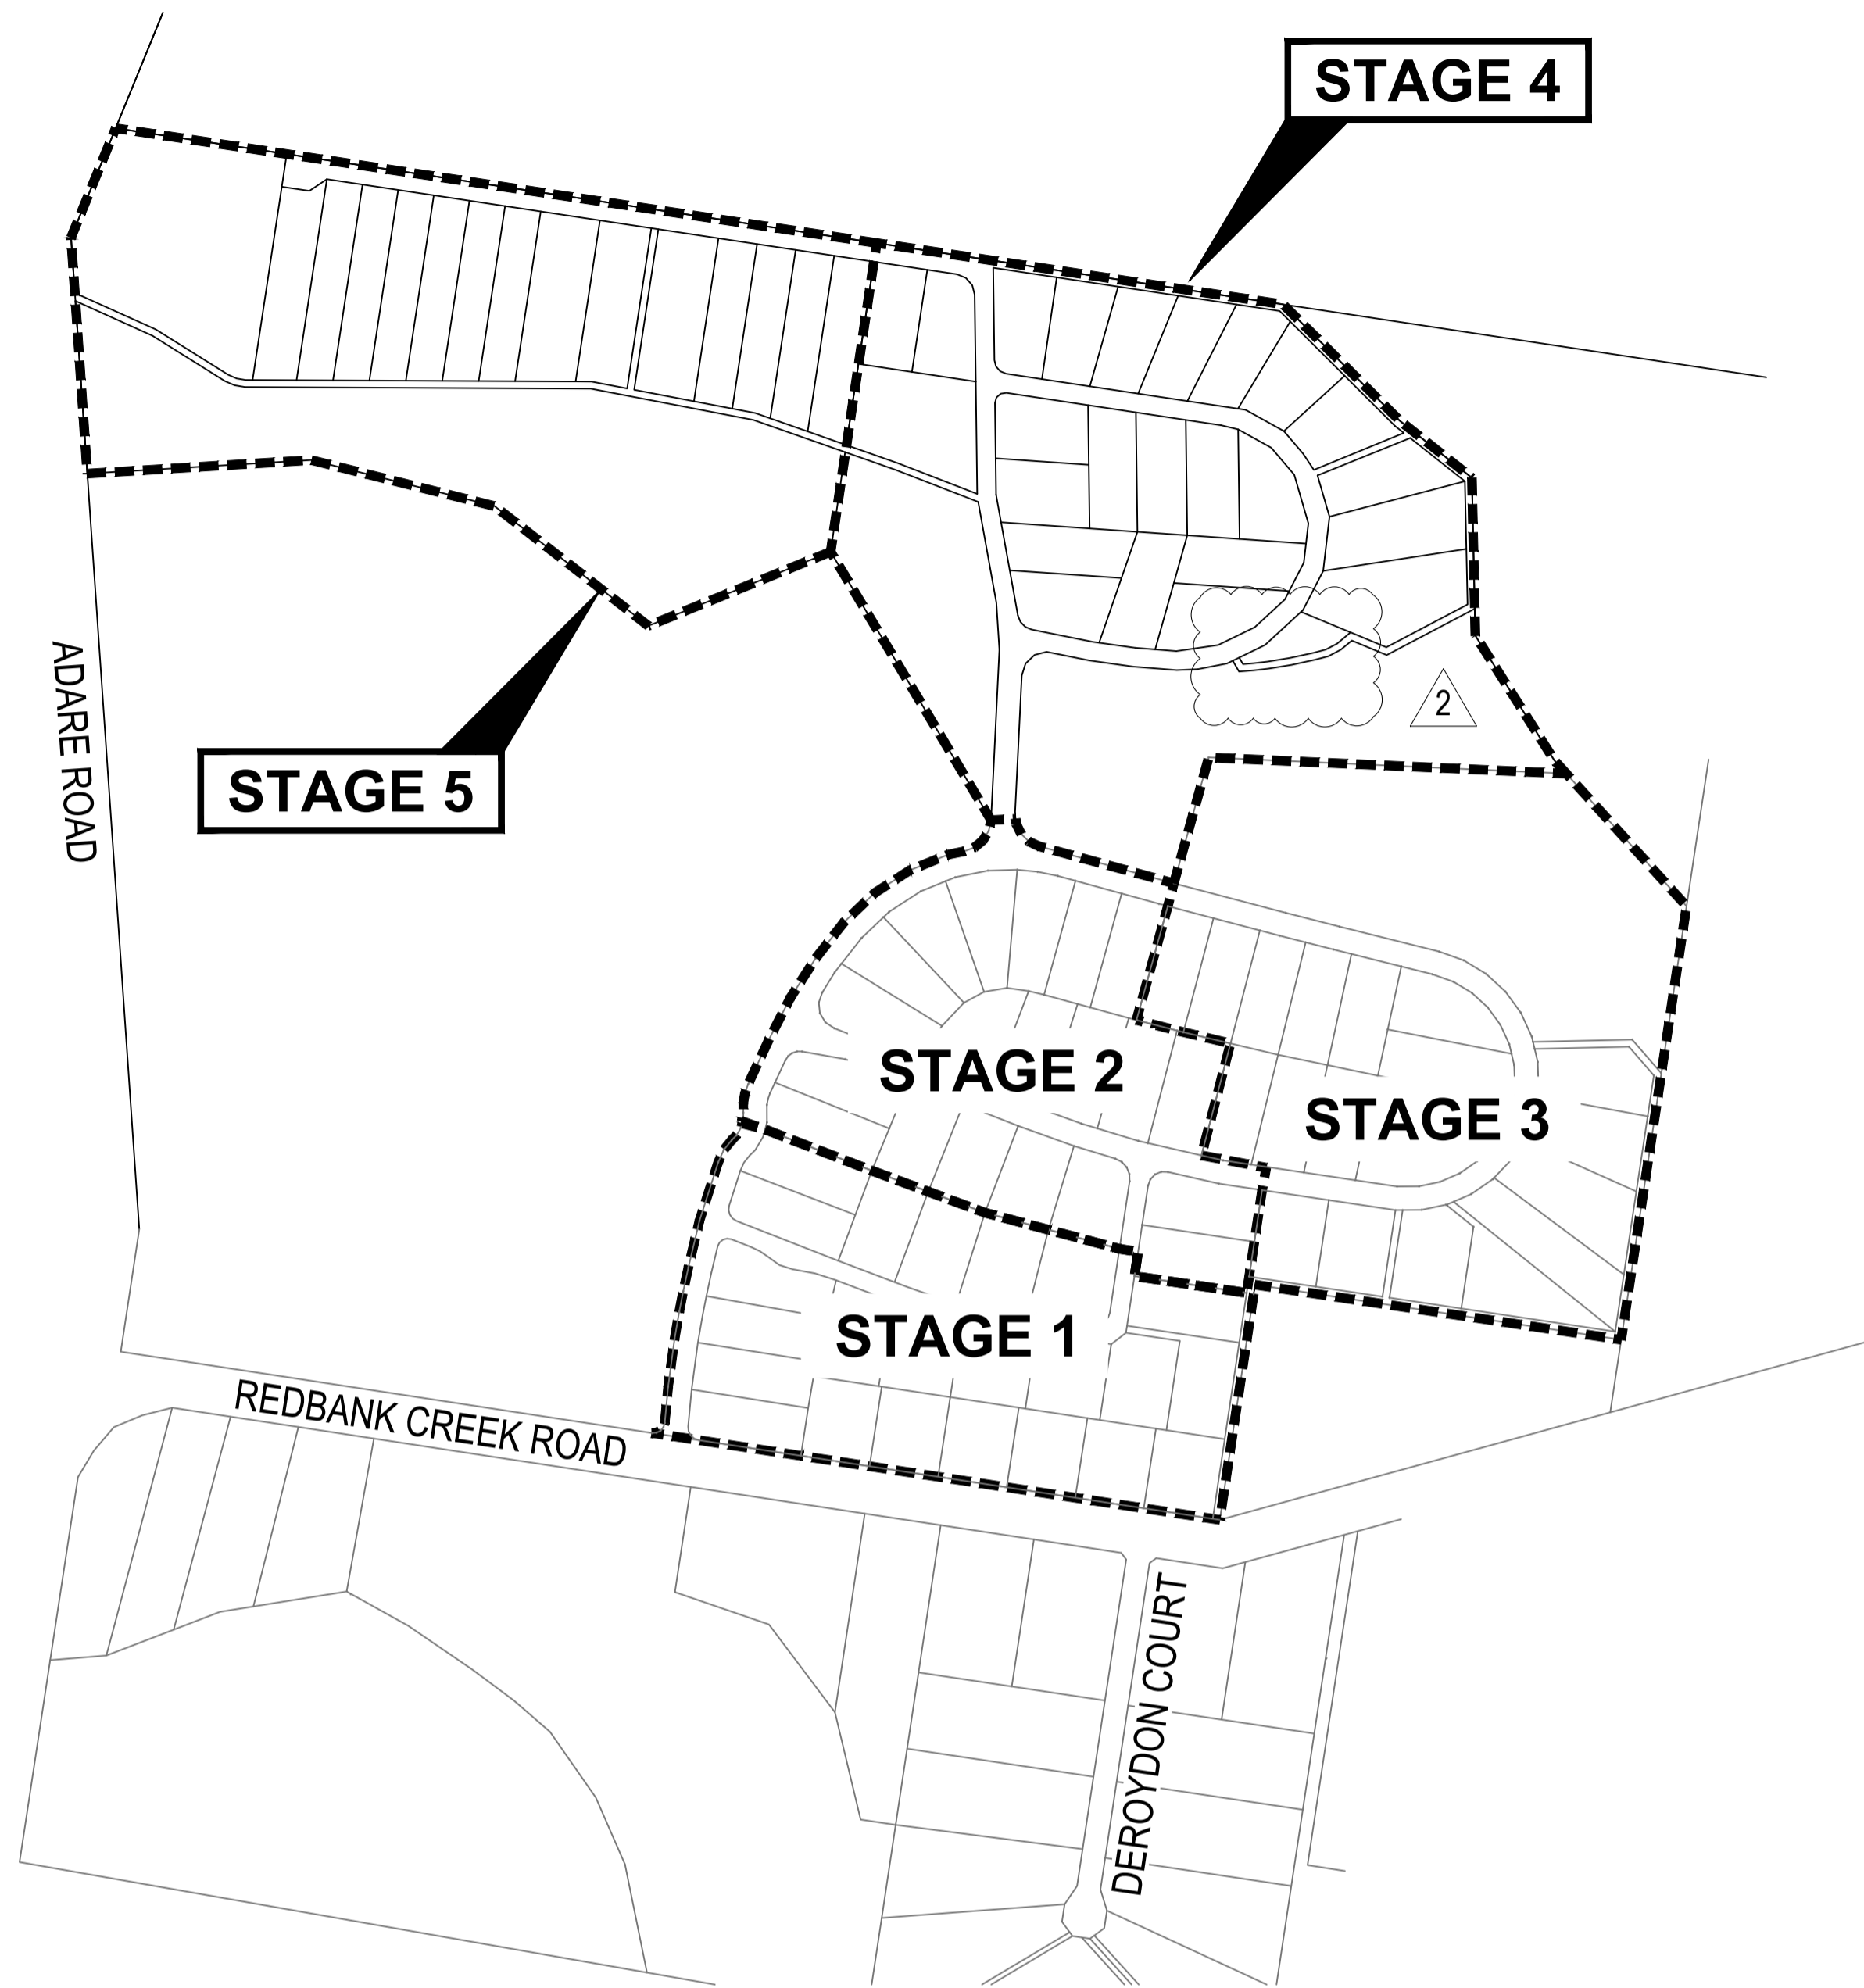 STAGE 4
ADARE ROAD
2
STAGE 5
STAGE 2
STAGE 3
STAGE 1
REDBANK CREEK ROAD
DEROYDON COURT